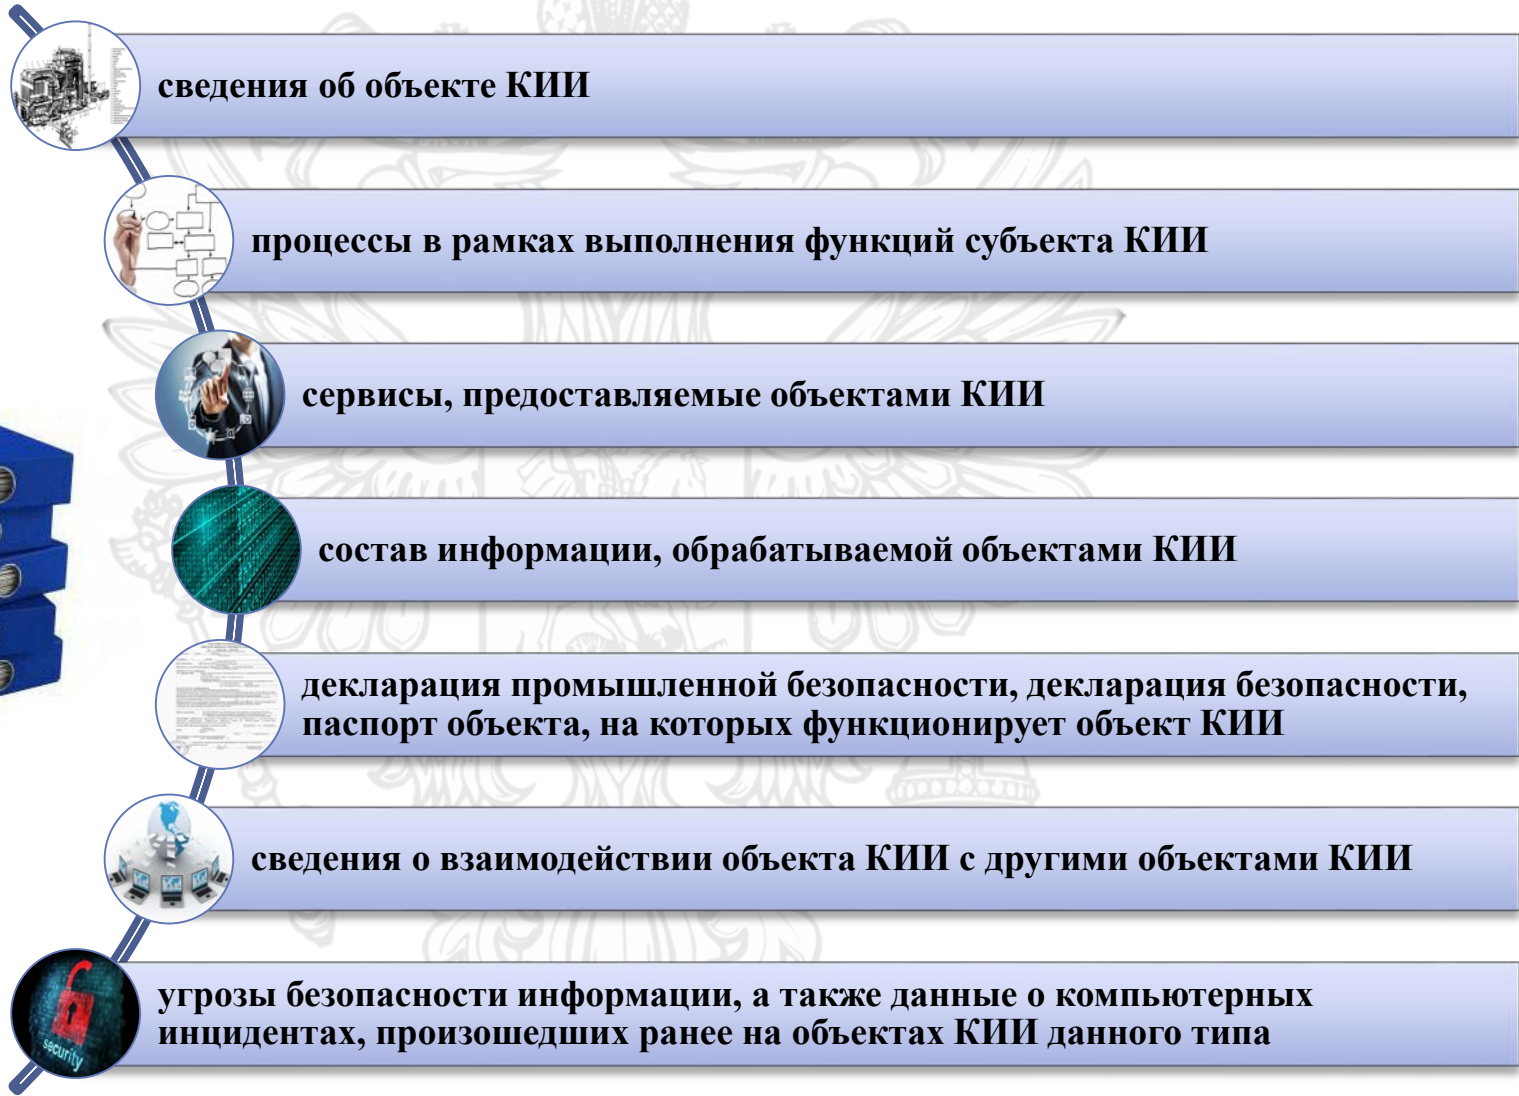 сведения об объекте КИИ
процессы в рамках выполнения функций субъекта КИИ
сервисы, предоставляемые объектами КИИ
состав информации, обрабатываемой объектами КИИ
декларация промышленной безопасности, декларация безопасности,
паспорт объекта, на которых функционирует объект КИИ
сведения о взаимодействии объекта КИИ с другими объектами КИИ
угрозы безопасности информации, а также данные о компьютерных
инцидентах, произошедших ранее на объектах КИИ данного типа
security